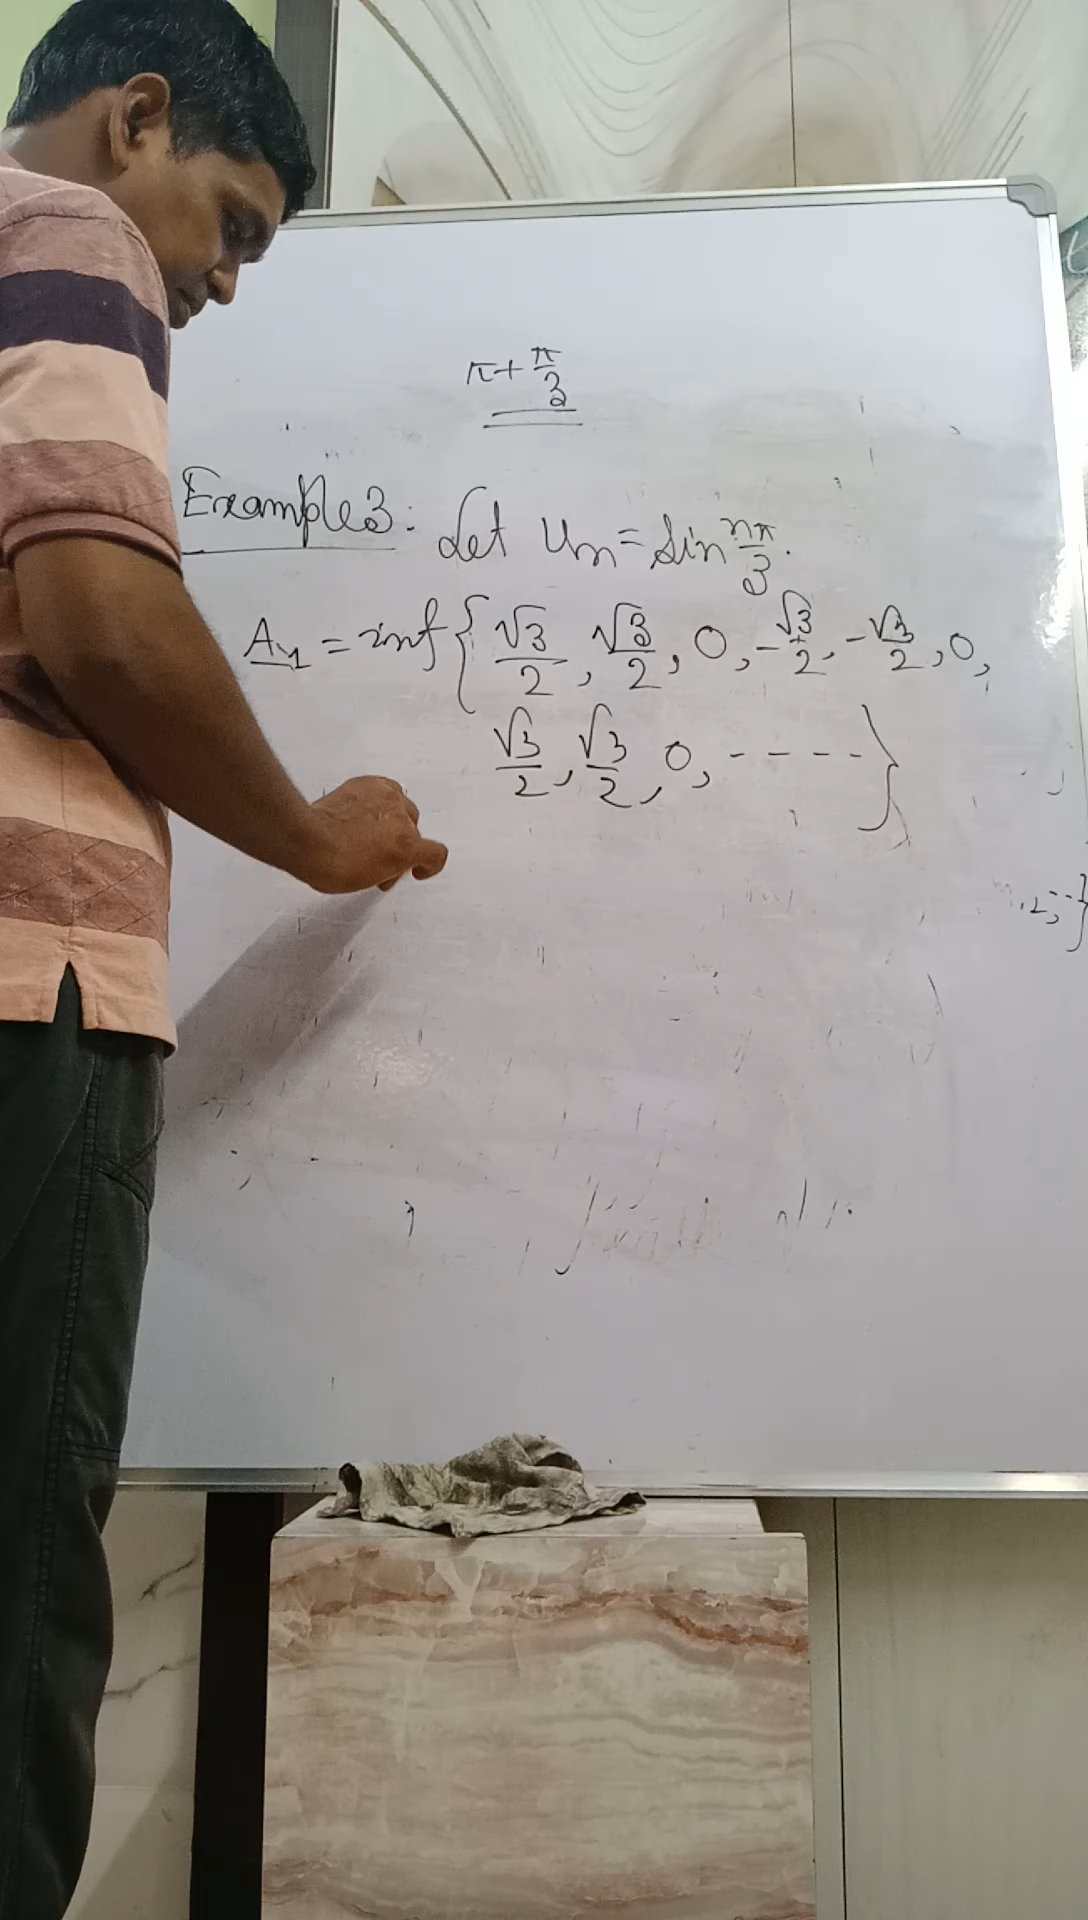 π+π/3
Example3: Let un=sin nπ/3.
A1 = inf{√3/2, √3/2, 0, -√3/2, -√3/2, 0,
√3/2, √3/2, 0, ----}